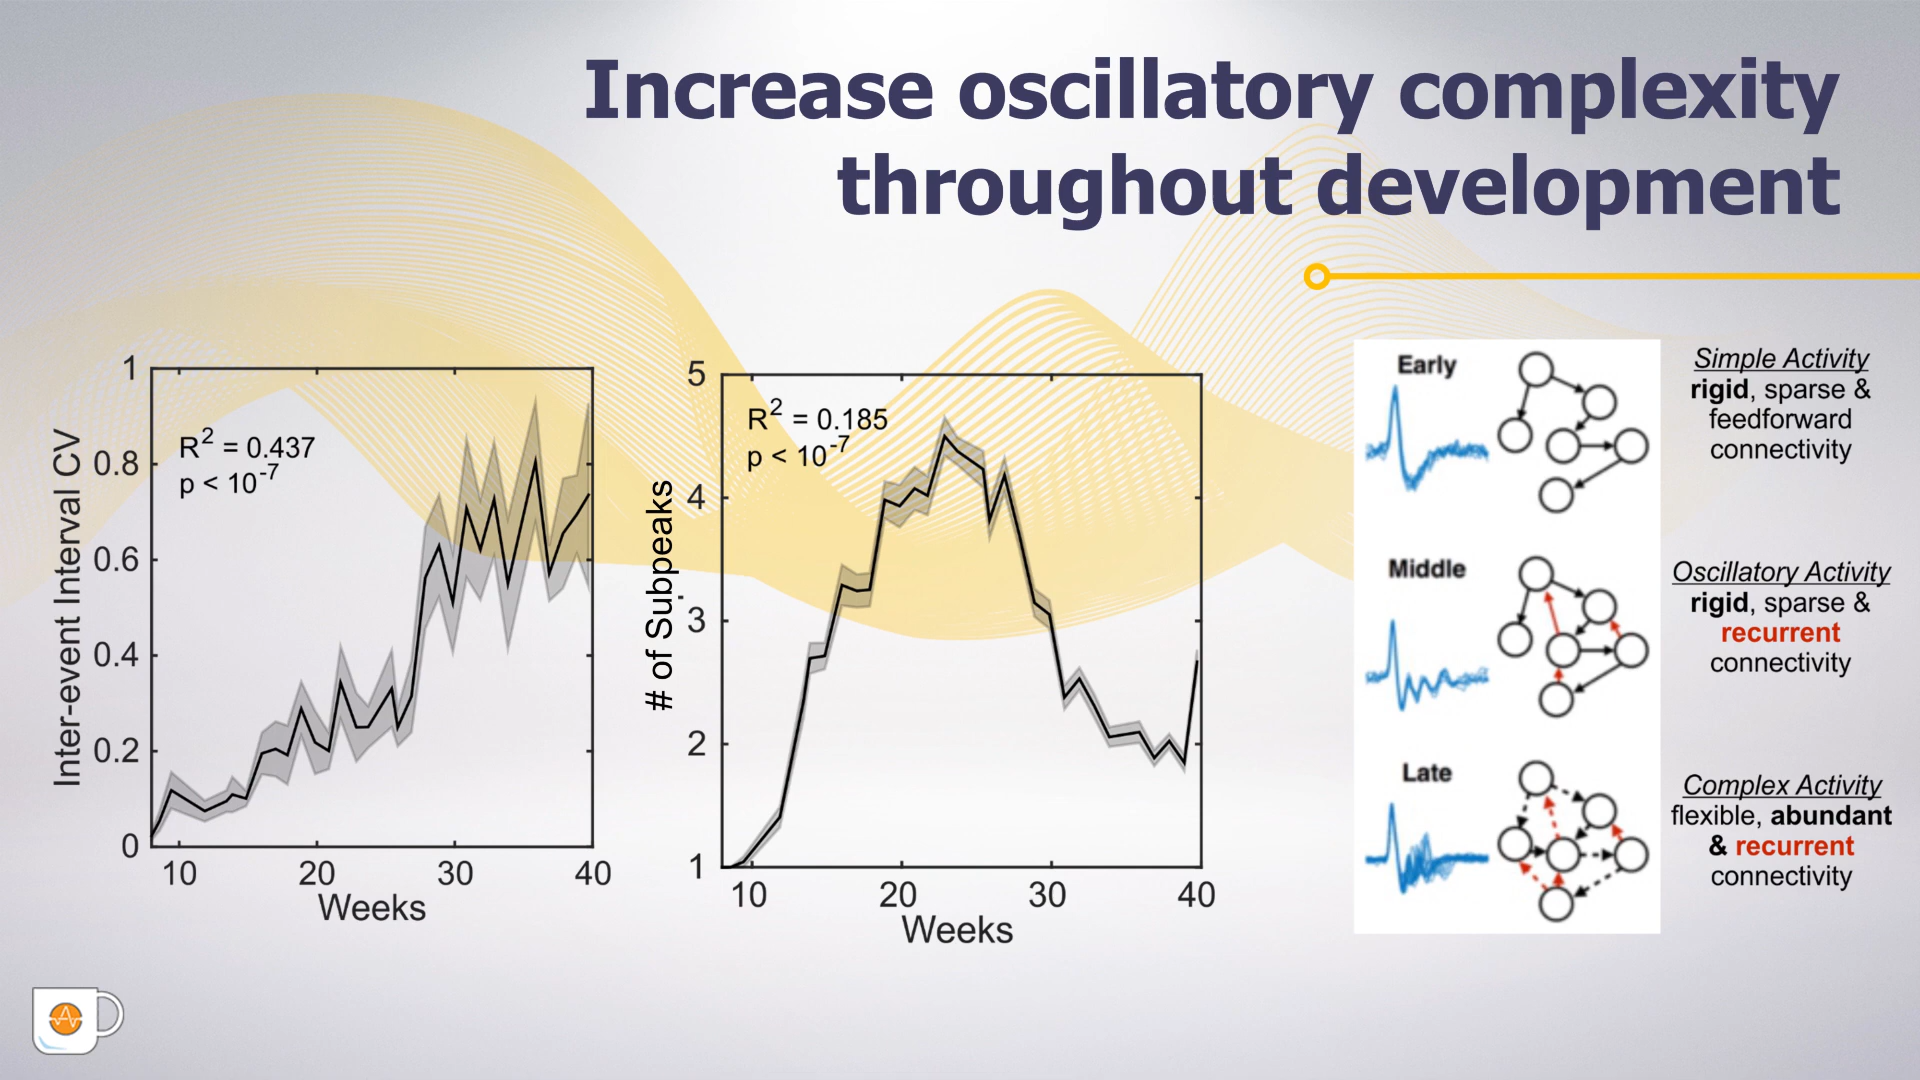 Increase oscillatory complexity
throughout development
1
0.8
0.6
0.4
0.2
0
Inter-event Interval CV
R2 = 0.437
p < 10-7
10 20 30 40
Weeks
5
4
3
2
1
# of Subpeaks
R2 = 0.185
p < 10-7
10 20 30 40
Weeks
Early
Simple Activity
rigid, sparse &
feedforward
connectivity
Middle
Oscillatory Activity
rigid, sparse &
recurrent
connectivity
Late
Complex Activity
flexible, abundant
& recurrent
connectivity